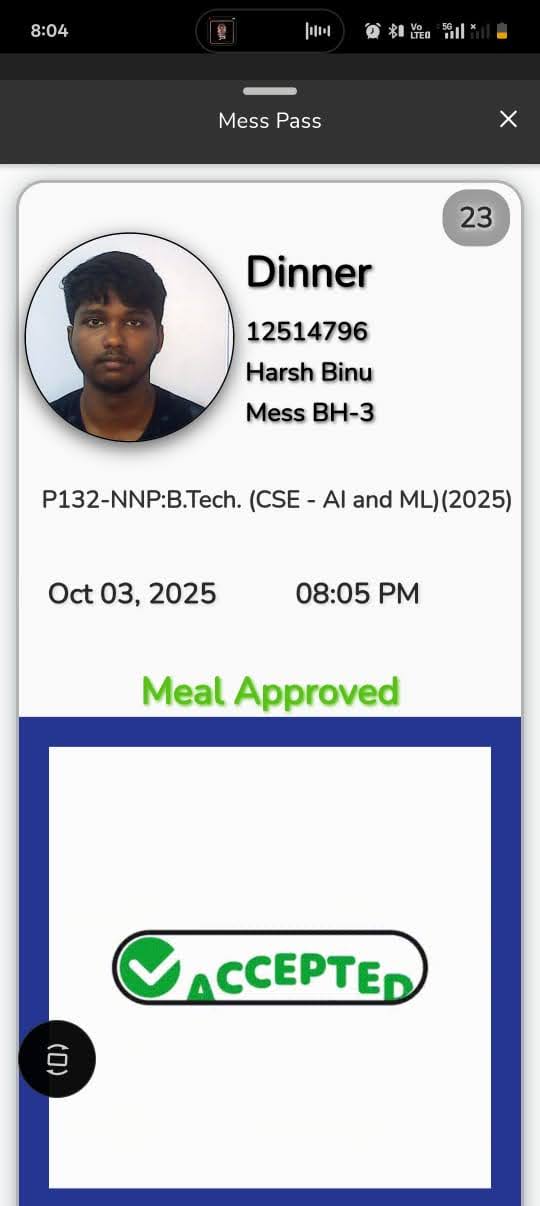 8:04
Vo
LTE
5G
Mess Pass
23
Dinner
12514796
Harsh Binu
Mess BH-3
P132-NNP:B.Tech. (CSE - AI and ML)(2025)
Oct 03, 2025 08:05 PM
Meal Approved
ACCEPTED